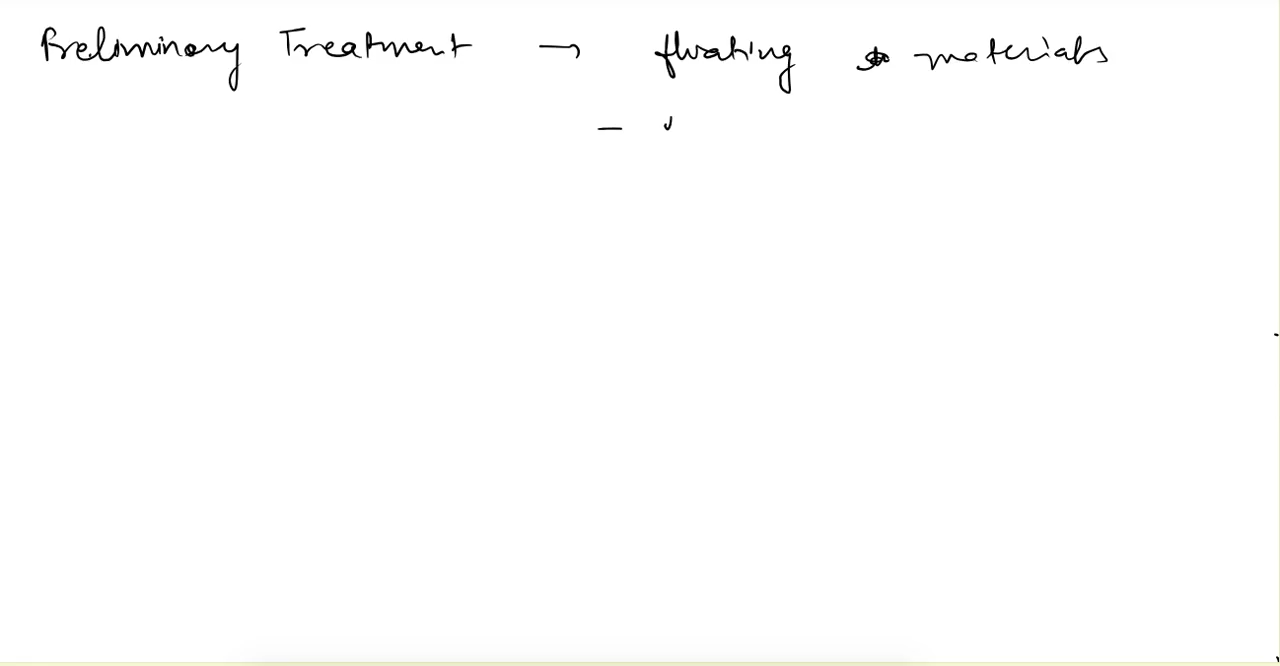 Preliminary Treatment → floating materials
-